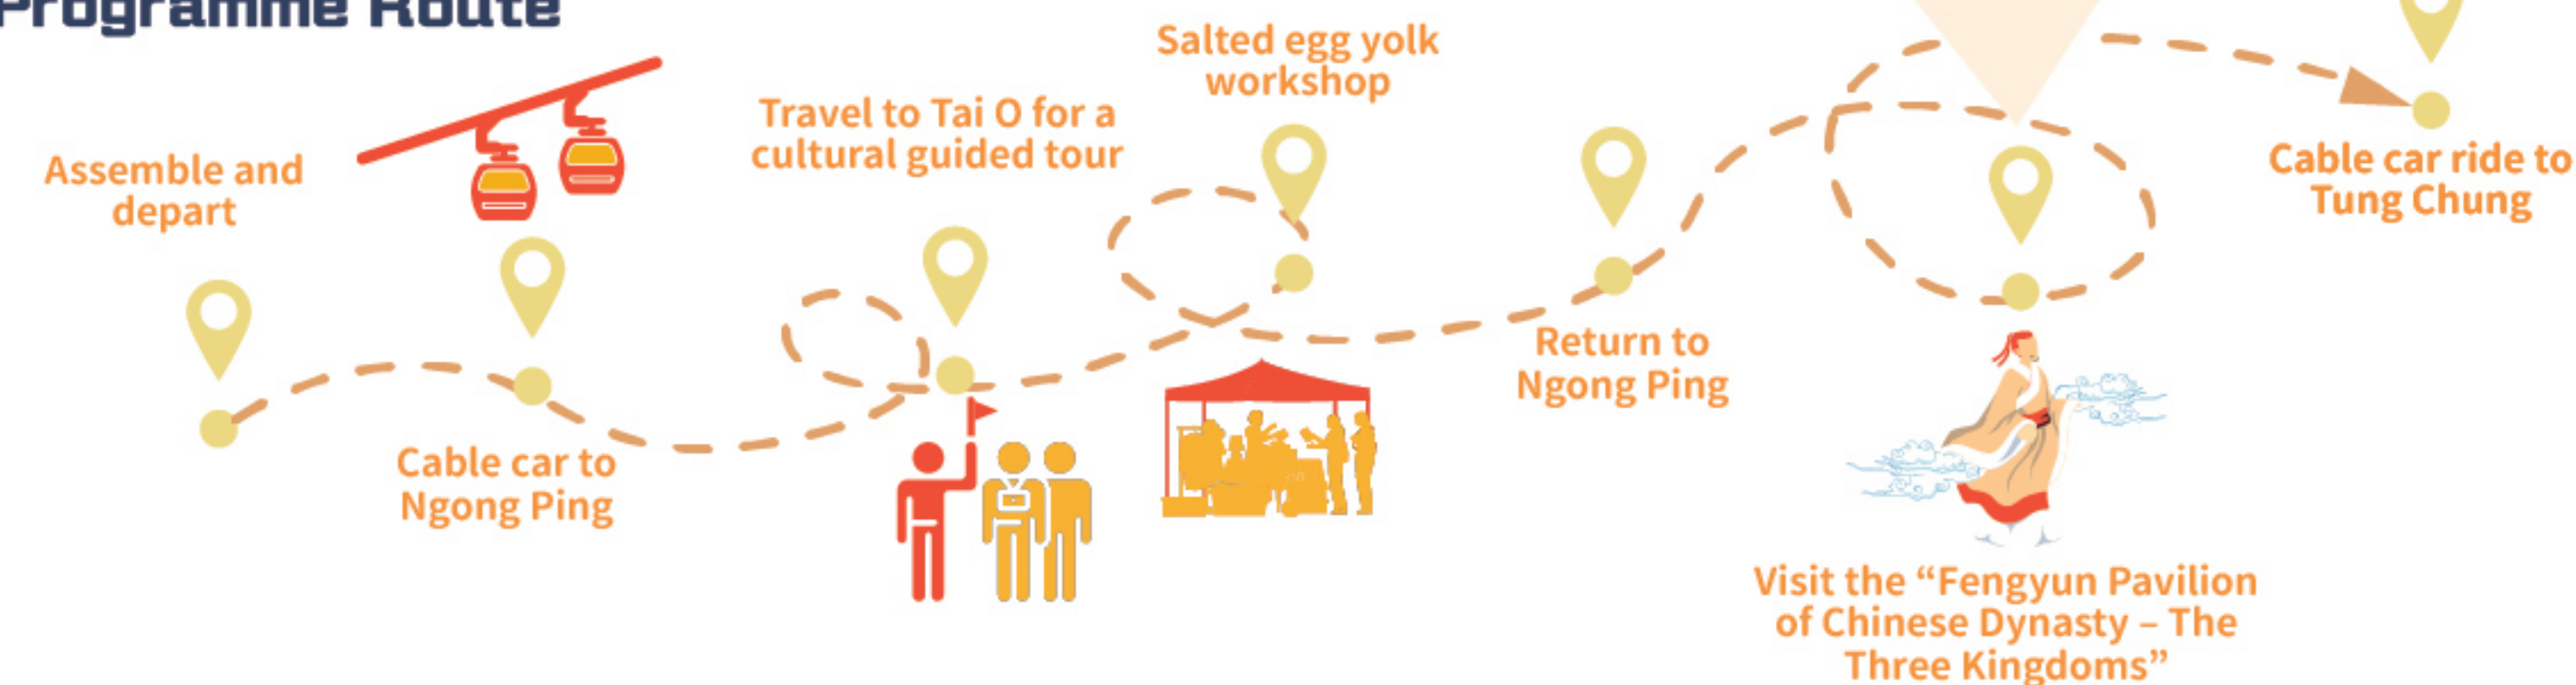 Programme Route
Assemble and
depart
Cable car to
Ngong Ping
Travel to Tai O for a
cultural guided tour
Salted egg yolk
workshop
Return to
Ngong Ping
Visit the “Fengyun Pavilion
of Chinese Dynasty – The
Three Kingdoms”
Cable car ride to
Tung Chung